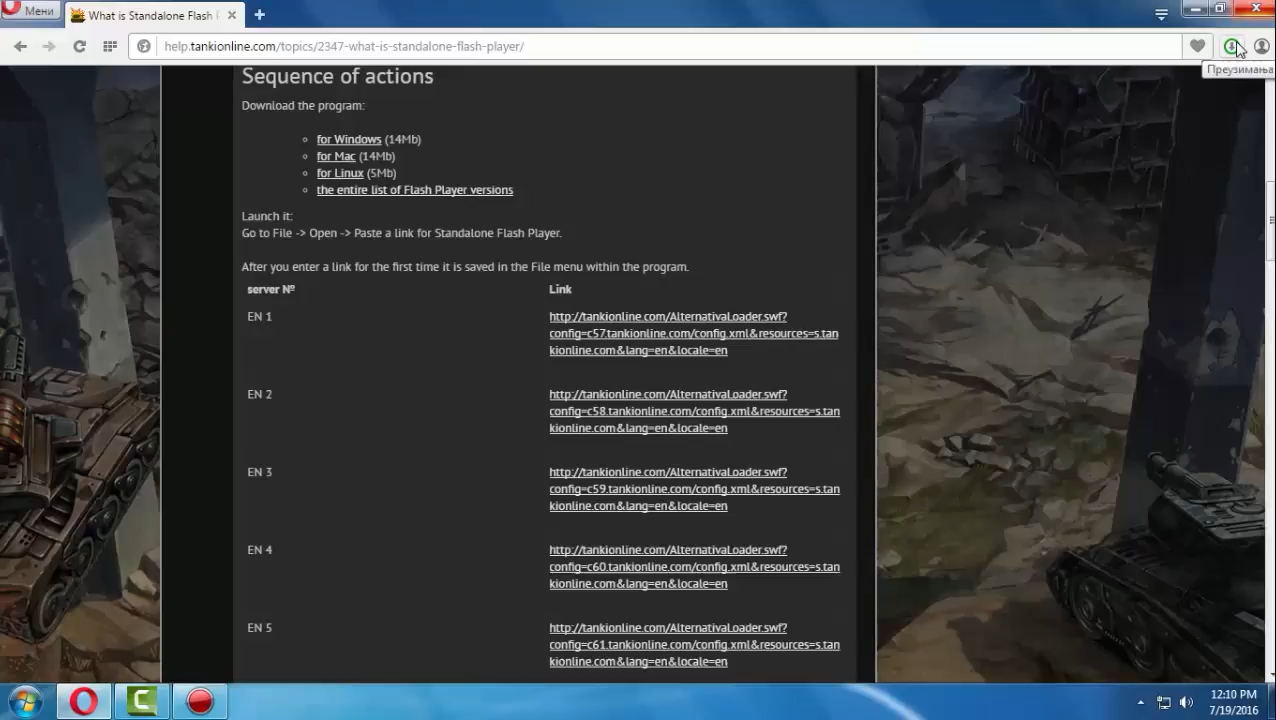 Мени
What is Standalone Flash P
help.tankionline.com/topics/2347-what-is-standalone-flash-player/
Преузимања
Sequence of actions
Download the program:
for Windows (14Mb)
for Mac (14Mb)
for Linux (5Mb)
the entire list of Flash Player versions
Launch it:
Go to File -> Open -> Paste a link for Standalone Flash Player.
After you enter a link for the first time it is saved in the File menu within the program.
server Nº Link
EN 1 http://tankionline.com/AlternativaLoader.swf?
config=c57.tankionline.com/config.xml&resources=s.tan
kionline.com&lang=en&locale=en
EN 2 http://tankionline.com/AlternativaLoader.swf?
config=c58.tankionline.com/config.xml&resources=s.tan
kionline.com&lang=en&locale=en
EN 3 http://tankionline.com/AlternativaLoader.swf?
config=c59.tankionline.com/config.xml&resources=s.tan
kionline.com&lang=en&locale=en
EN 4 http://tankionline.com/AlternativaLoader.swf?
config=c60.tankionline.com/config.xml&resources=s.tan
kionline.com&lang=en&locale=en
EN 5 http://tankionline.com/AlternativaLoader.swf?
config=c61.tankionline.com/config.xml&resources=s.tan
kionline.com&lang=en&locale=en
12:10 PM
7/19/2016